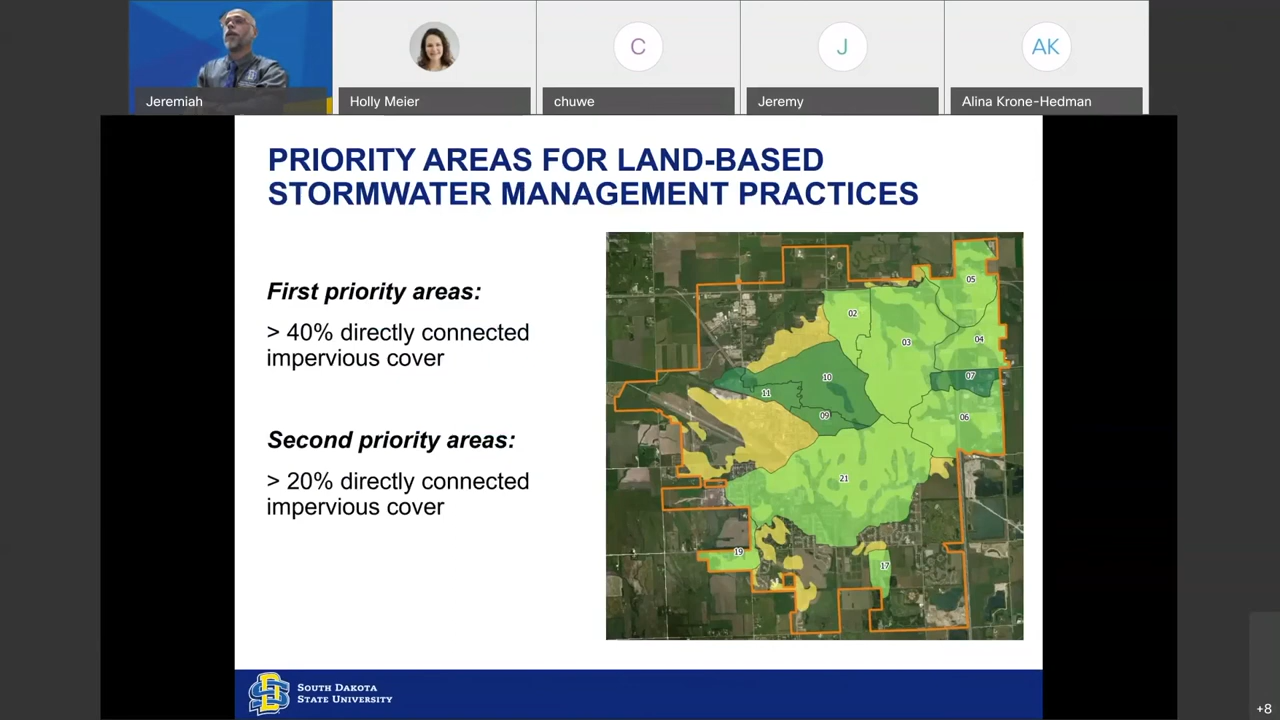 C
J
AK
Jeremiah
Holly Meier
chuwe
Jeremy
Alina Krone-Hedman
PRIORITY AREAS FOR LAND-BASED
STORMWATER MANAGEMENT PRACTICES
First priority areas:
> 40% directly connected
impervious cover
Second priority areas:
> 20% directly connected
impervious cover
05
02
03
04
10
07
11
09
06
21
19
17
SOUTH DAKOTA
STATE UNIVERSITY
+8